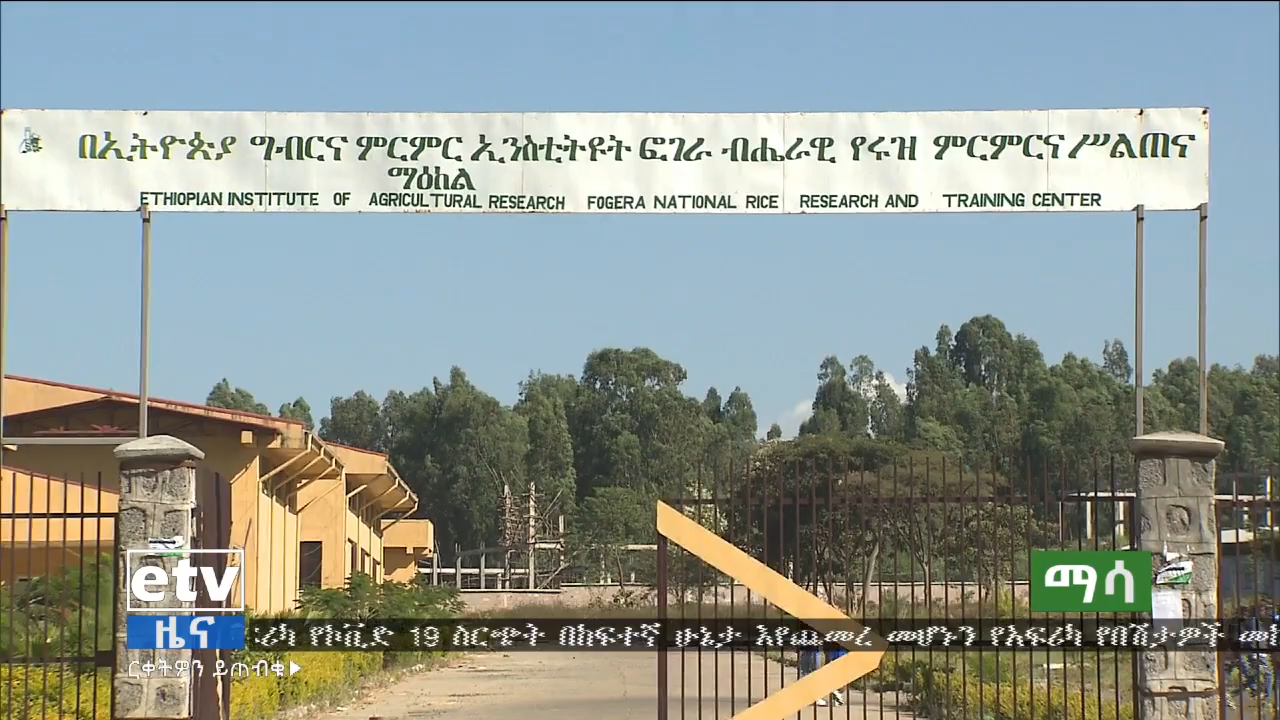 በኢትዮጵያ ግብርና ምርምር ኢንስቲትዩት ፎገራ ብሔራዊ የሩዝ ምርምርና ሥልጠና
ማዕከል
ETHIOPIAN INSTITUTE OF AGRICULTURAL RESEARCH FOGERA NATIONAL RICE RESEARCH AND TRAINING CENTER
etv
ማሳ
ዜና
የኮቪድ 19 ስርጭት በከፍተኛ ሁኔታ እየጨመረ መሆኑን የአፍሪካ የበሽታዎች
ርቀትዎን ይጠብቁ